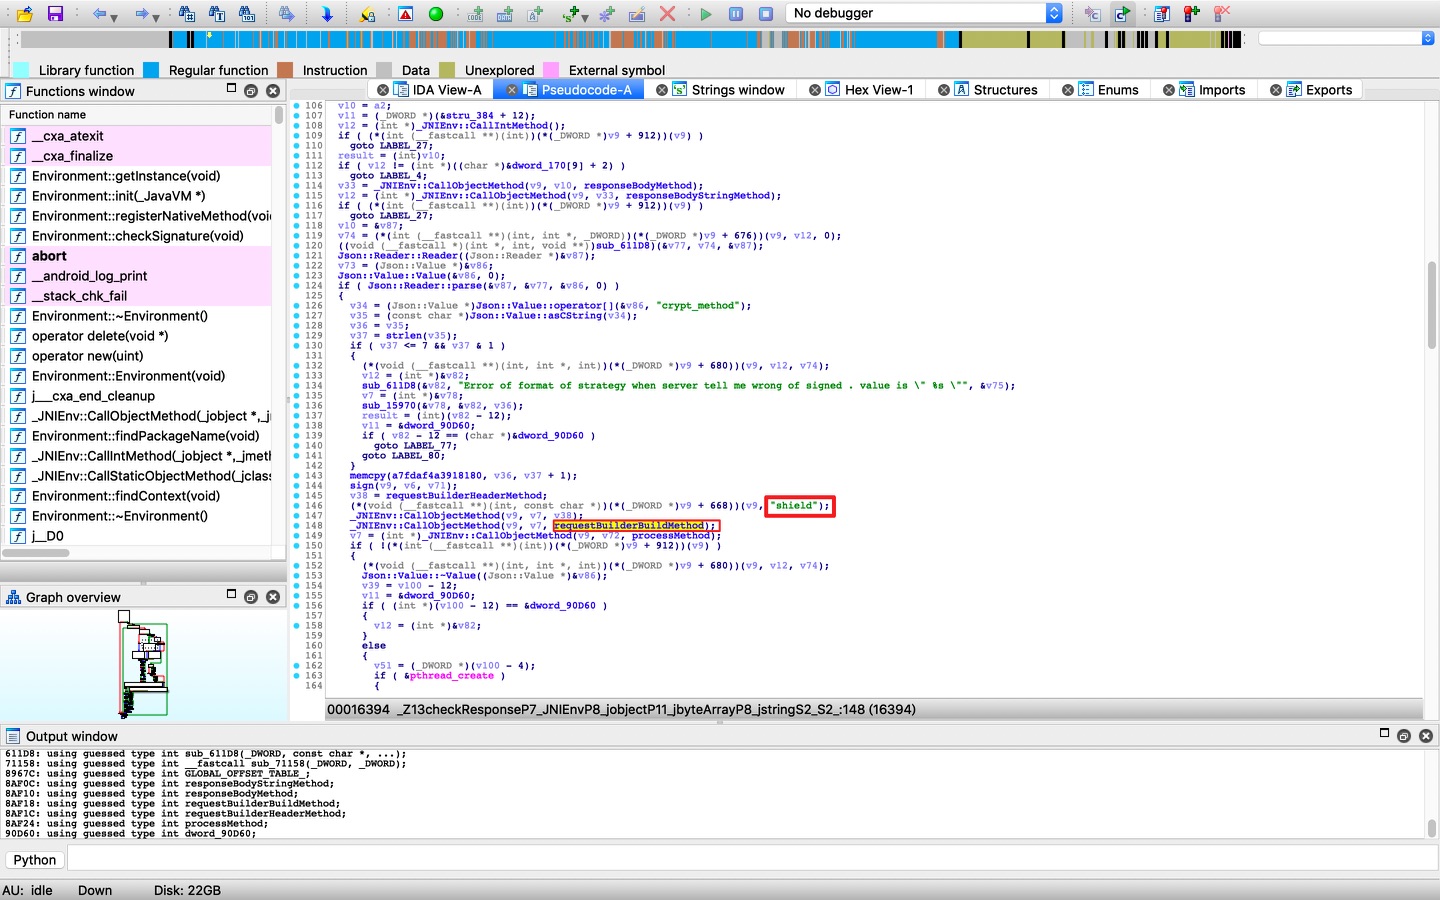 No debugger
Library function Regular function Instruction Data Unexplored External symbol
Functions window
IDA View-A Pseudocode-A Strings window Hex View-1 Structures Enums Imports Exports
Function name
__cxa_atexit
__cxa_finalize
Environment::getInstance(void)
Environment::init(_JavaVM *)
Environment::registerNativeMethod(voi
Environment::checkSignature(void)
abort
__android_log_print
__stack_chk_fail
Environment::~Environment()
operator delete(void *)
operator new(uint)
Environment::Environment(void)
j___cxa_end_cleanup
_JNIEnv::CallObjectMethod(_jobject *,_j
Environment::findPackageName(void)
_JNIEnv::CallIntMethod(_jobject *,_jmeth
_JNIEnv::CallStaticObjectMethod(_jclass
Environment::findContext(void)
Environment::~Environment()
j__D0
Graph overview
106 v10 = a2;
107 v11 = (_DWORD *)(&stru_384 + 12);
108 v12 = (int *)_JNIEnv::CallIntMethod();
109 if ( (*(int (__fastcall **)(int))(*(_DWORD *)v9 + 912))(v9) )
110 goto LABEL_27;
111 result = (int)v10;
112 if ( v12 != (int *)((char *)&dword_170[9] + 2) )
113 goto LABEL_4;
114 v33 = _JNIEnv::CallObjectMethod(v9, v10, responseBodyMethod);
115 v12 = (int *)_JNIEnv::CallObjectMethod(v9, v33, responseBodyStringMethod);
116 if ( (*(int (__fastcall **)(int))(*(_DWORD *)v9 + 912))(v9) )
117 goto LABEL_27;
118 v10 = &v87;
119 v74 = (*(int (__fastcall **)(int, int *, _DWORD))(*(_DWORD *)v9 + 676))(v9, v12, 0);
120 ((void (__fastcall *)(int *, int, void **))sub_611D8)(&v77, v74, &v87);
121 Json::Reader::Reader((Json::Reader *)&v87);
122 v73 = (Json::Value *)&v86;
123 Json::Value::Value(&v86, 0);
124 if ( Json::Reader::parse(&v87, &v77, &v86, 0) )
125 {
126 v34 = (Json::Value *)Json::Value::operator[](&v86, "crypt_method");
127 v35 = (const char *)Json::Value::asCString(v34);
128 v36 = v35;
129 v37 = strlen(v35);
130 if ( v37 <= 7 && v37 & 1 )
131 {
132 (*(void (__fastcall **)(int, int *, int))(*(_DWORD *)v9 + 680))(v9, v12, v74);
133 v12 = (int *)&v82;
134 sub_611D8(&v82, "Error of format of strategy when server tell me wrong of signed . value is \" %s \"", &v75);
135 v7 = (int *)&v78;
136 sub_15970(&v78, &v82, v36);
137 result = (int)(v82 - 12);
138 v11 = &dword_90D60;
139 if ( v82 - 12 == (char *)&dword_90D60 )
140 goto LABEL_77;
141 goto LABEL_80;
142 }
143 memcpy(a7fdaf4a3918180, v36, v37 + 1);
144 sign(v9, v6, v71);
145 v38 = requestBuilderHeaderMethod;
146 (*(void (__fastcall **)(int, const char *))(*(_DWORD *)v9 + 668))(v9, "shield");
147 _JNIEnv::CallObjectMethod(v9, v7, v38);
148 _JNIEnv::CallObjectMethod(v9, v7, requestBuilderBuildMethod);
149 v7 = (int *)_JNIEnv::CallObjectMethod(v9, v72, processMethod);
150 if ( !(*(int (__fastcall **)(int))(*(_DWORD *)v9 + 912))(v9) )
151 {
152 (*(void (__fastcall **)(int, int *, int))(*(_DWORD *)v9 + 680))(v9, v12, v74);
153 Json::Value::~Value((Json::Value *)&v86);
154 v39 = v100 - 12;
155 v11 = &dword_90D60;
156 if ( (int *)(v100 - 12) == &dword_90D60 )
157 {
158 v12 = (int *)&v82;
159 }
160 else
161 {
162 v51 = (_DWORD *)(v100 - 4);
163 if ( &pthread_create )
164 {
00016394 _Z13checkResponseP7_JNIEnvP8_jobjectP11_jbyteArrayP8_jstringS2_S2_:148 (16394)
Output window
611D8: using guessed type int sub_611D8(_DWORD, const char *, ...);
71158: using guessed type int __fastcall sub_71158(_DWORD, _DWORD);
8967C: using guessed type int GLOBAL_OFFSET_TABLE_;
8AF0C: using guessed type int responseBodyStringMethod;
8AF10: using guessed type int responseBodyMethod;
8AF18: using guessed type int requestBuilderBuildMethod;
8AF1C: using guessed type int requestBuilderHeaderMethod;
8AF24: using guessed type int processMethod;
90D60: using guessed type int dword_90D60;
Python
AU: idle Down Disk: 22GB